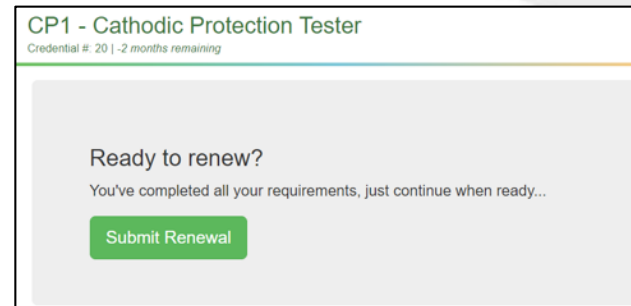 CP1 - Cathodic Protection Tester
Credential #: 20 | -2 months remaining
Ready to renew?
You've completed all your requirements, just continue when ready...
Submit Renewal